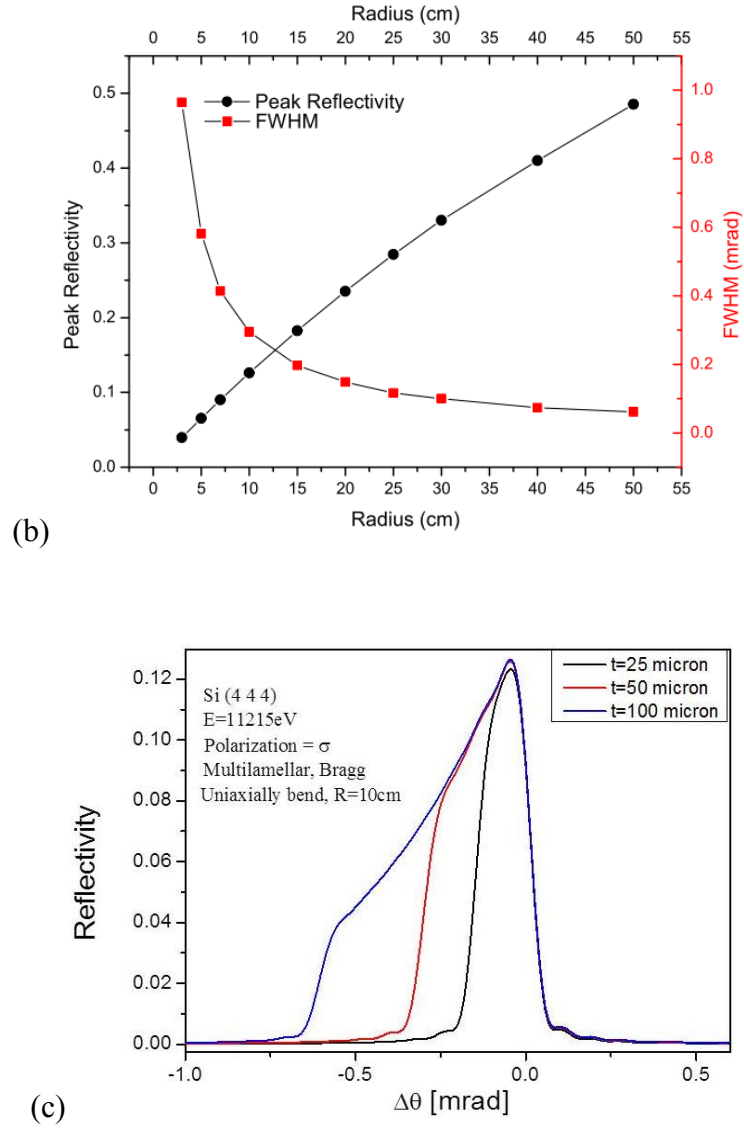 Radius (cm)
0 5 10 15 20 25 30 35 40 45 50 55
Peak Reflectivity
FWHM
0.5
0.4
0.3
0.2
0.1
0.0
Peak Reflectivity
1.0
0.8
0.6
0.4
0.2
0.0
FWHM (mrad)
0 5 10 15 20 25 30 35 40 45 50 55
Radius (cm)
(b)
0.12
0.10
0.08
0.06
0.04
0.02
0.00
Reflectivity
Si (4 4 4)
E=11215eV
Polarization = σ
Multilamellar, Bragg
Uniaxially bend, R=10cm
t=25 micron
t=50 micron
t=100 micron
-1.0 -0.5 0.0 0.5
Δθ [mrad]
(c)